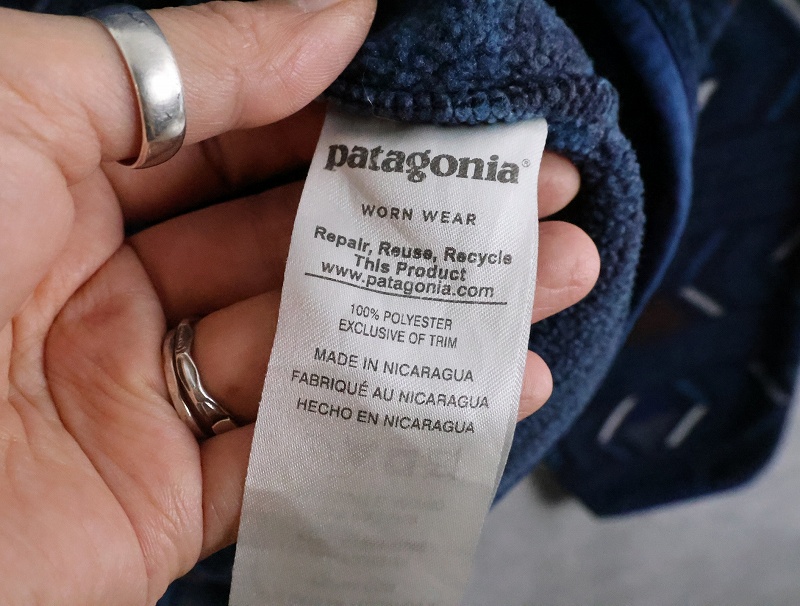 patagonia®
WORN WEAR
Repair, Reuse, Recycle
This Product
www.patagonia.com
100% POLYESTER
EXCLUSIVE OF TRIM
MADE IN NICARAGUA
FABRIQUÉ AU NICARAGUA
HECHO EN NICARAGUA